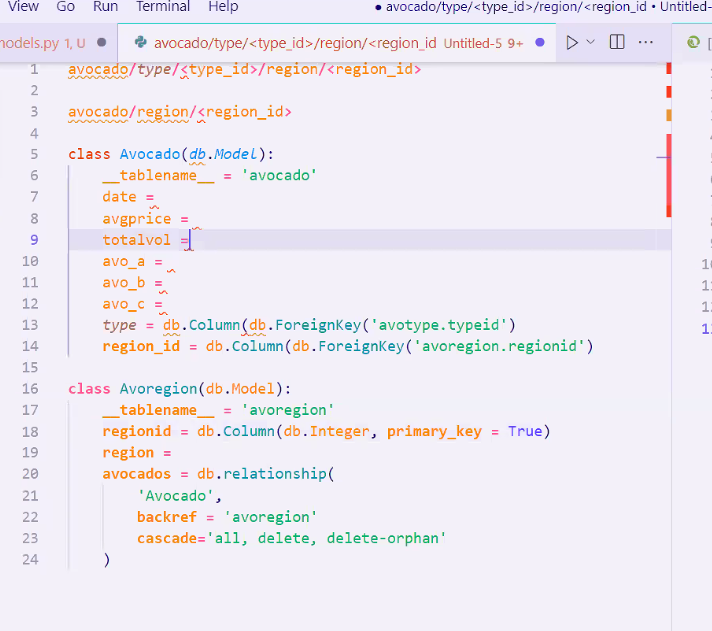 View Go Run Terminal Help ● avocado/type/<type_id>/region/<region_id • Untitled-
models.py 1, U ● avocado/type/<type_id>/region/<region_id Untitled-5 9+ ● ···
1 avocado/type/<type_id>/region/<region_id>
2
3 avocado/region/<region_id>
4
5 class Avocado(db.Model):
6 __tablename__ = 'avocado'
7 date =
8 avgprice =
9 totalvol =
10 avo_a =
11 avo_b =
12 avo_c =
13 type = db.Column(db.ForeignKey('avotype.typeid')
14 region_id = db.Column(db.ForeignKey('avoregion.regionid')
15
16 class Avoregion(db.Model):
17 __tablename__ = 'avoregion'
18 regionid = db.Column(db.Integer, primary_key = True)
19 region =
20 avocados = db.relationship(
21 'Avocado',
22 backref = 'avoregion'
23 cascade='all, delete, delete-orphan'
24 )